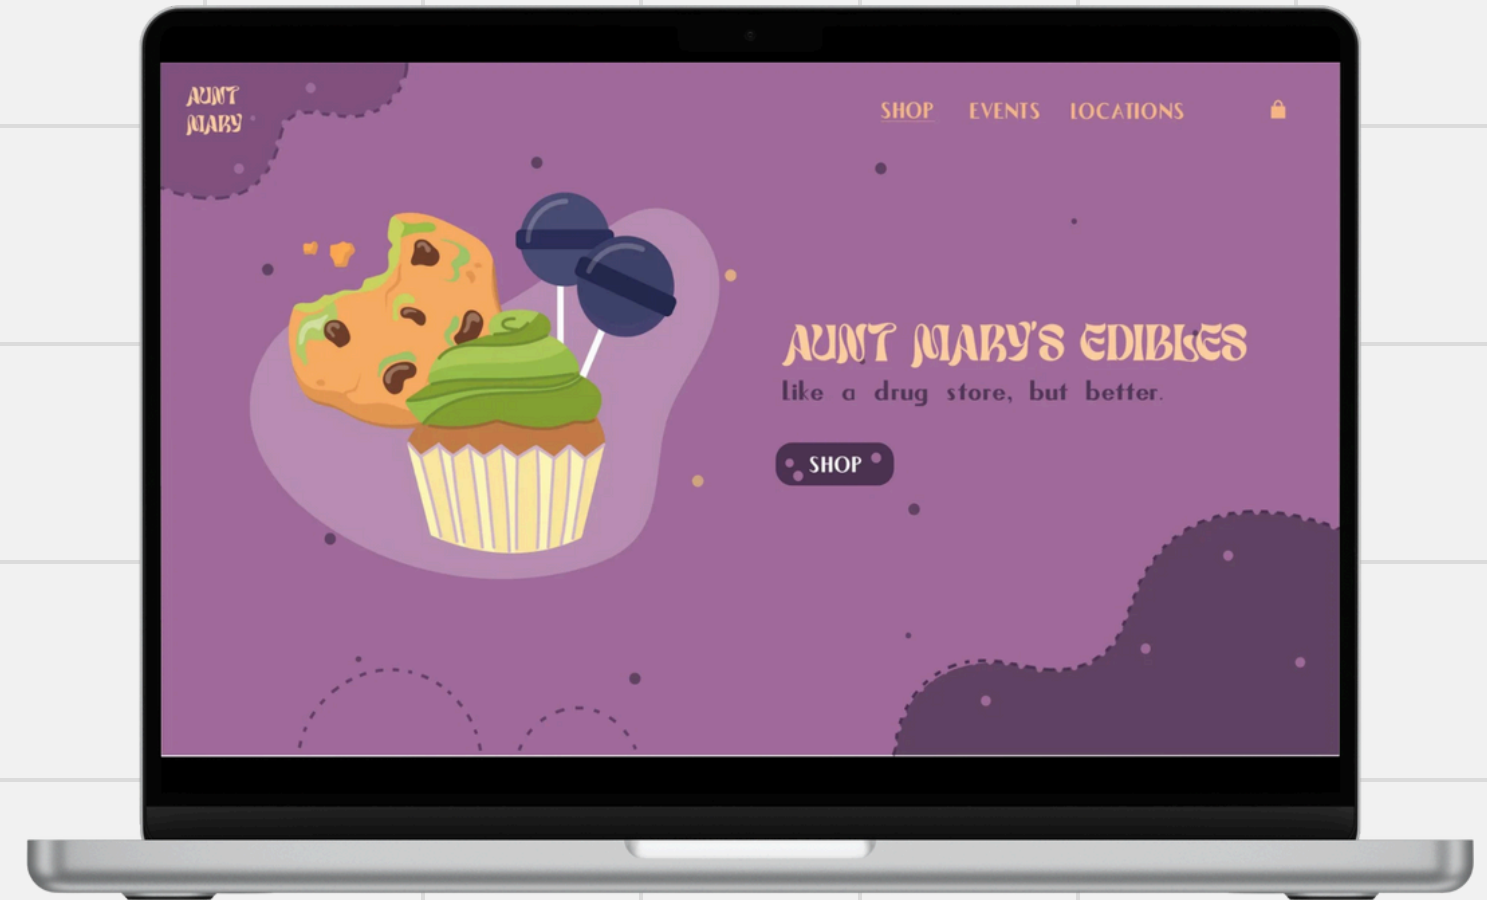 AUNT
MARY
SHOP EVENTS LOCATIONS
AUNT MARY'S EDIBLES
like a drug store, but better.
SHOP